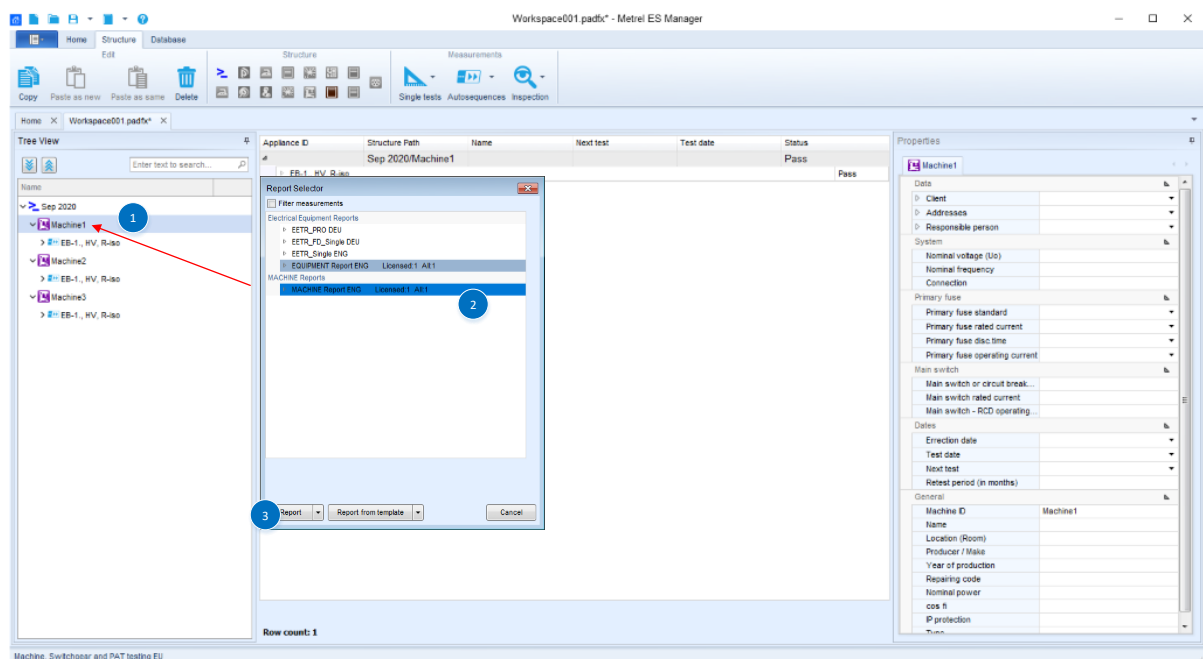 Workspace001.padfx* - Metrel ES Manager
Home Structure Database
Edit Structure Measurements
Copy Paste as new Paste as same Delete Single tests Autosequences Inspection
Home Workspace001.padfx*
Tree View
Enter text to search...
Name
Sep 2020
Machine1
1
EB-1., HV, R-iso
Machine2
EB-1., HV, R-iso
Machine3
EB-1., HV, R-iso
Appliance ID Structure Path Name Next test Test date Status
Sep 2020/Machine1 Pass
EB-1., HV, R-iso Pass
Report Selector
Filter measurements
Electrical Equipment Reports
EETR_PRO DEU
EETR_FD_Single DEU
EETR_Single ENG
EQUIPMENT Report ENG Licensed:1 Alt:1
MACHINE Reports
MACHINE Report ENG Licensed:1 Alt:1
2
3 Report Report from template Cancel
Row count: 1
Properties
Machine1
Data
Client
Addresses
Responsible person
System
Nominal voltage (Uo)
Nominal frequency
Connection
Primary fuse
Primary fuse standard
Primary fuse rated current
Primary fuse disc.time
Primary fuse operating current
Main switch
Main switch or circuit break...
Main switch rated current
Main switch - RCD operating...
Dates
Errection date
Test date
Next test
Retest period (in months)
General
Machine ID Machine1
Name
Location (Room)
Producer / Make
Year of production
Repairing code
Nominal power
cos fi
IP protection
Type
Machine, Switchgear and PAT testing EU